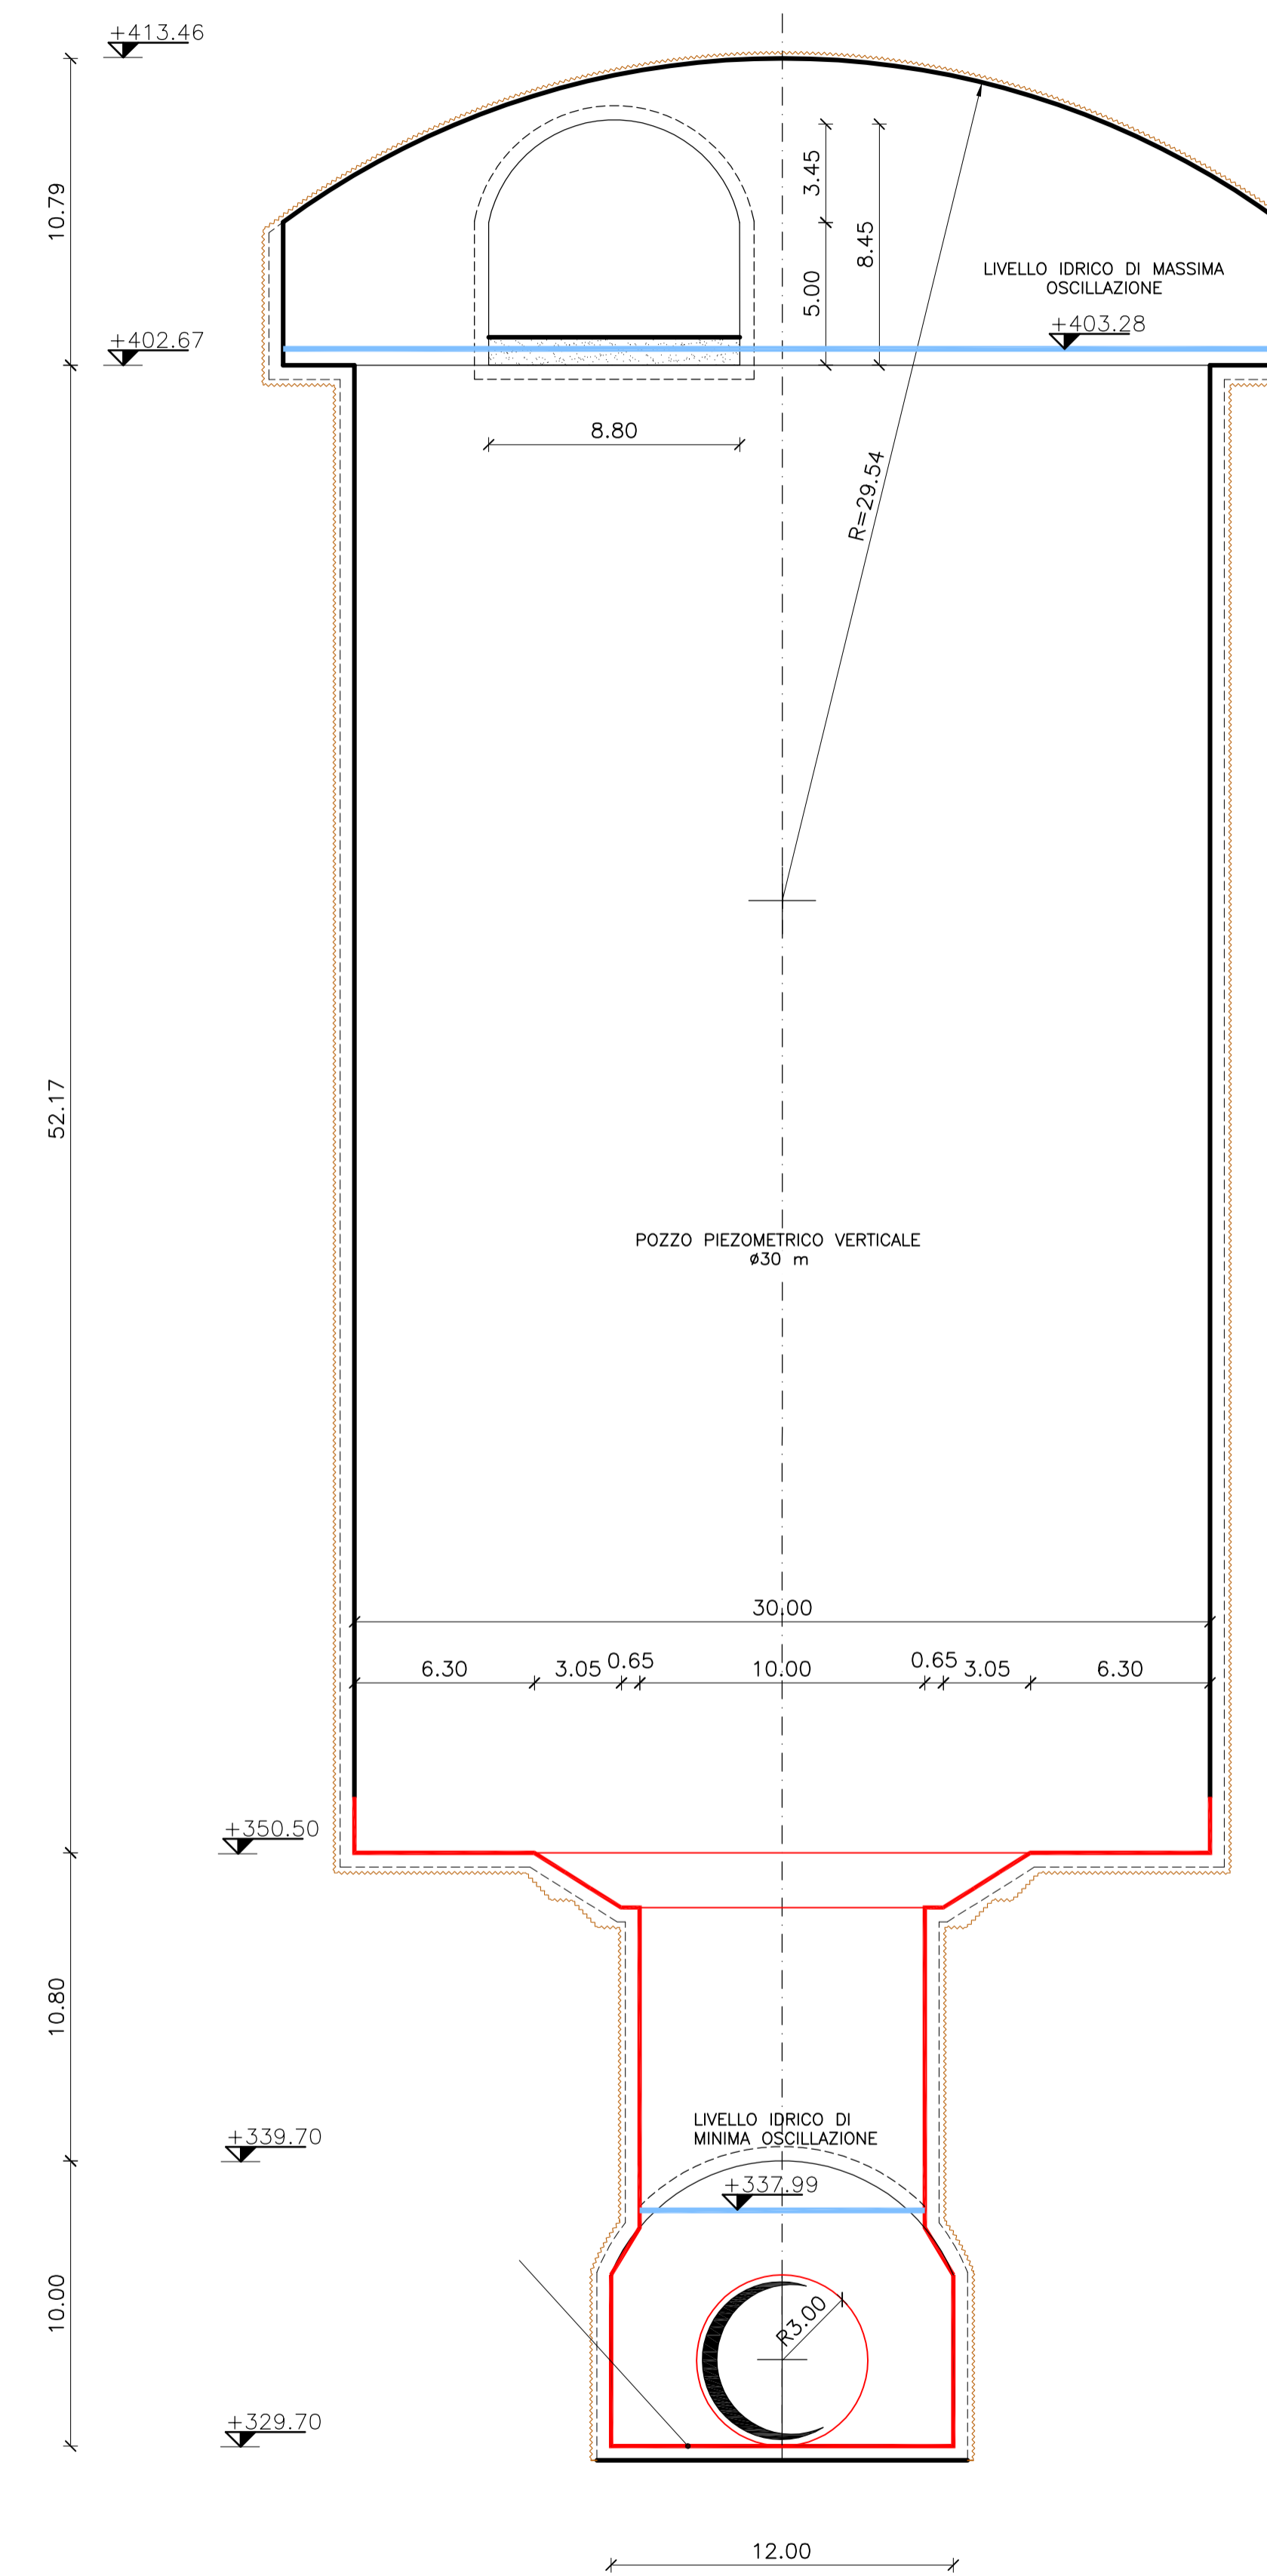 +413.46
10.79
3.45
8.45
5.00
LIVELLO IDRICO DI MASSIMA
OSCILLAZIONE
+403.28
+402.67
8.80
R=29.54
52.17
POZZO PIEZOMETRICO VERTICALE
ø30 m
30.00
6.30 3.05 0.65 10.00 0.65 3.05 6.30
+350.50
10.80
LIVELLO IDRICO DI
MINIMA OSCILLAZIONE
+339.70
+337.99
10.00
R3.00
+329.70
12.00